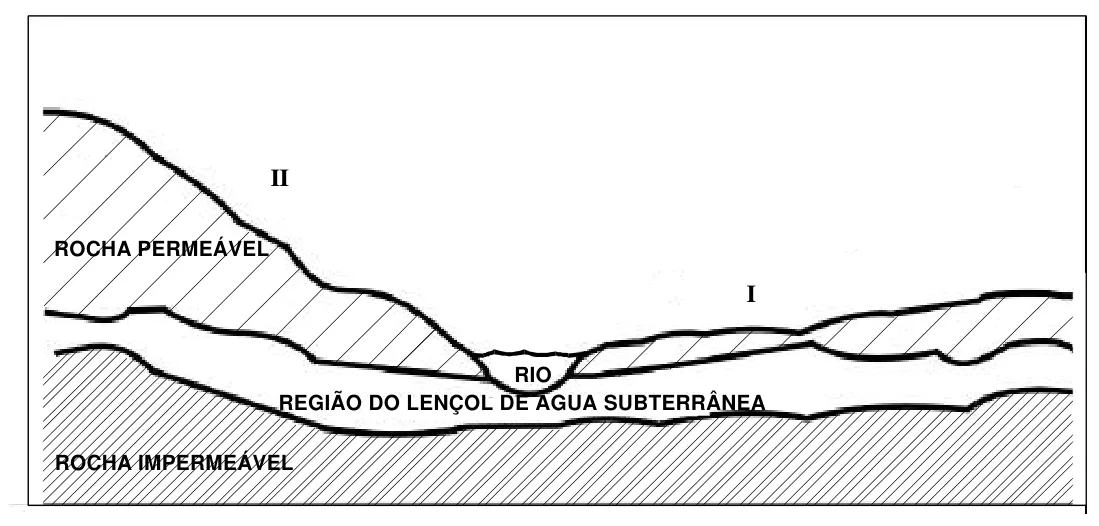 II
ROCHA PERMEÁVEL
I
RIO
REGIÃO DO LENÇOL DE ÁGUA SUBTERRÂNEA
ROCHA IMPERMEÁVEL